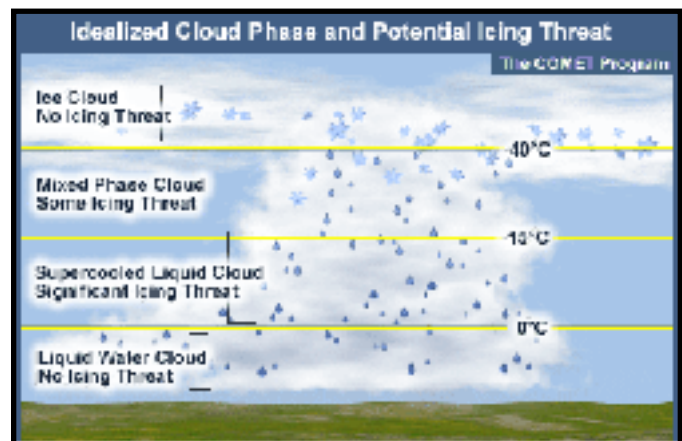 Idealized Cloud Phase and Potential Icing Threat
The COMET Program
Ice Cloud
No Icing Threat
-40°C
Mixed Phase Cloud
Some Icing Threat
-15°C
Supercooled Liquid Cloud
Significant Icing Threat
0°C
Liquid Water Cloud
No Icing Threat